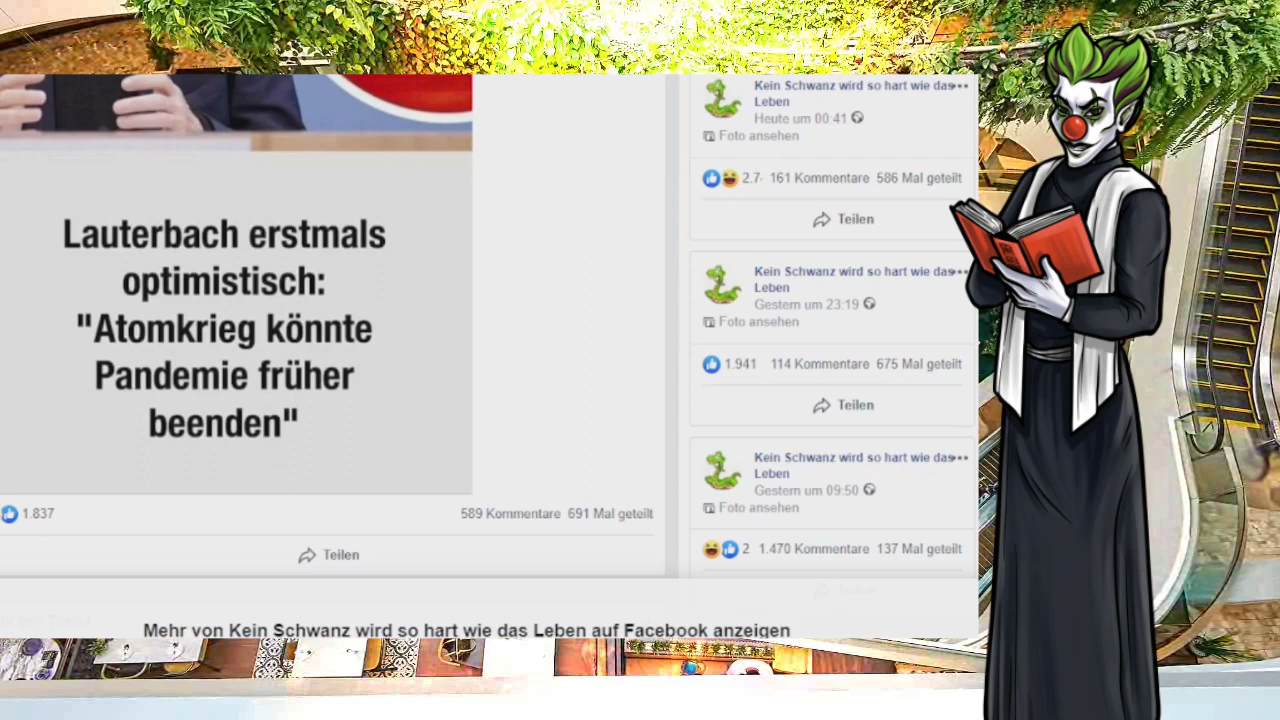 Lauterbach erstmals
optimistisch:
"Atomkrieg könnte
Pandemie früher
beenden"
1.837
589 Kommentare 691 Mal geteilt
Teilen
Kein Schwanz wird so hart wie das
Leben
Heute um 00:41
Foto ansehen
2.7 161 Kommentare 586 Mal geteilt
Teilen
Kein Schwanz wird so hart wie das
Leben
Gestern um 23:19
Foto ansehen
1.941 114 Kommentare 675 Mal geteilt
Teilen
Kein Schwanz wird so hart wie das
Leben
Gestern um 09:50
Foto ansehen
2 1.470 Kommentare 137 Mal geteilt
Mehr von Kein Schwanz wird so hart wie das Leben auf Facebook anzeigen